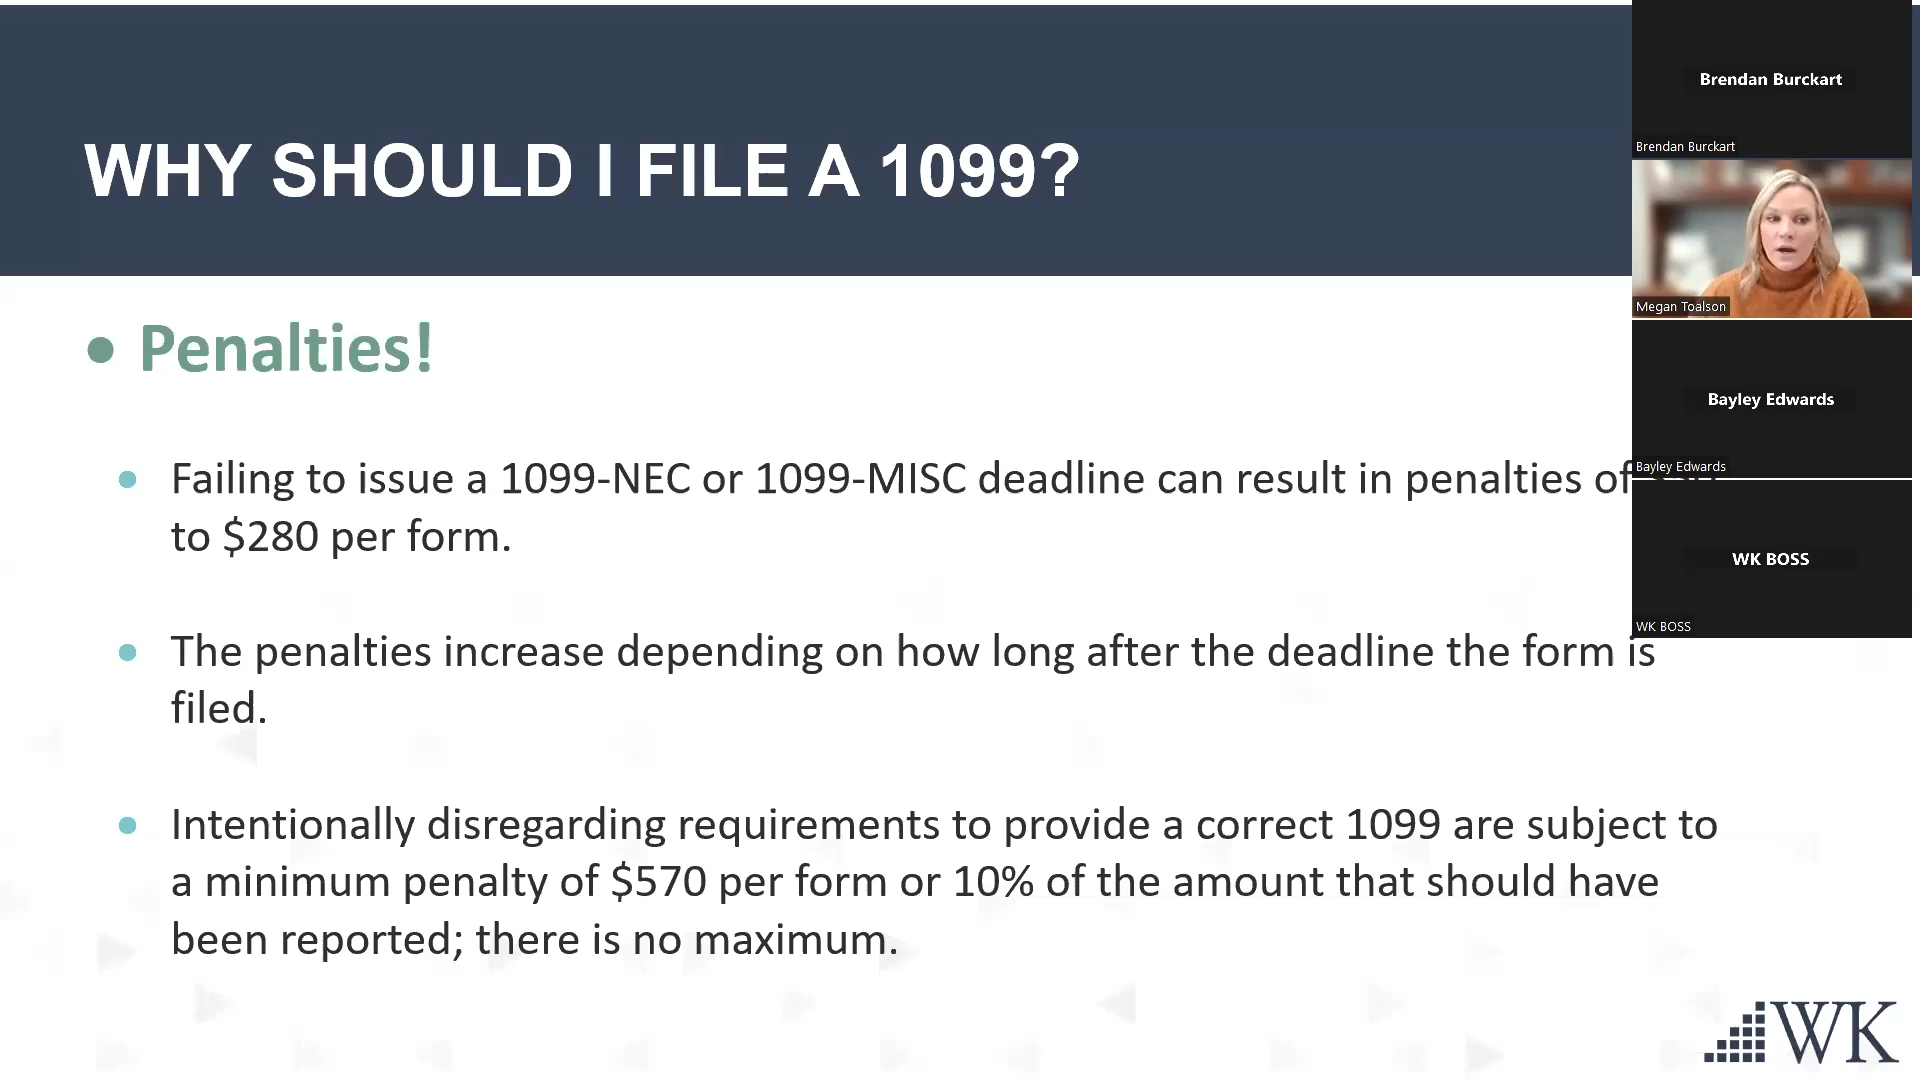 WHY SHOULD I FILE A 1099?
• Penalties!
• Failing to issue a 1099-NEC or 1099-MISC deadline can result in penalties of
to $280 per form.
• The penalties increase depending on how long after the deadline the form is
filed.
• Intentionally disregarding requirements to provide a correct 1099 are subject to
a minimum penalty of $570 per form or 10% of the amount that should have
been reported; there is no maximum.
Brendan Burckart
Brendan Burckart
Megan Toalson
Bayley Edwards
Bayley Edwards
WK BOSS
WK BOSS
WK